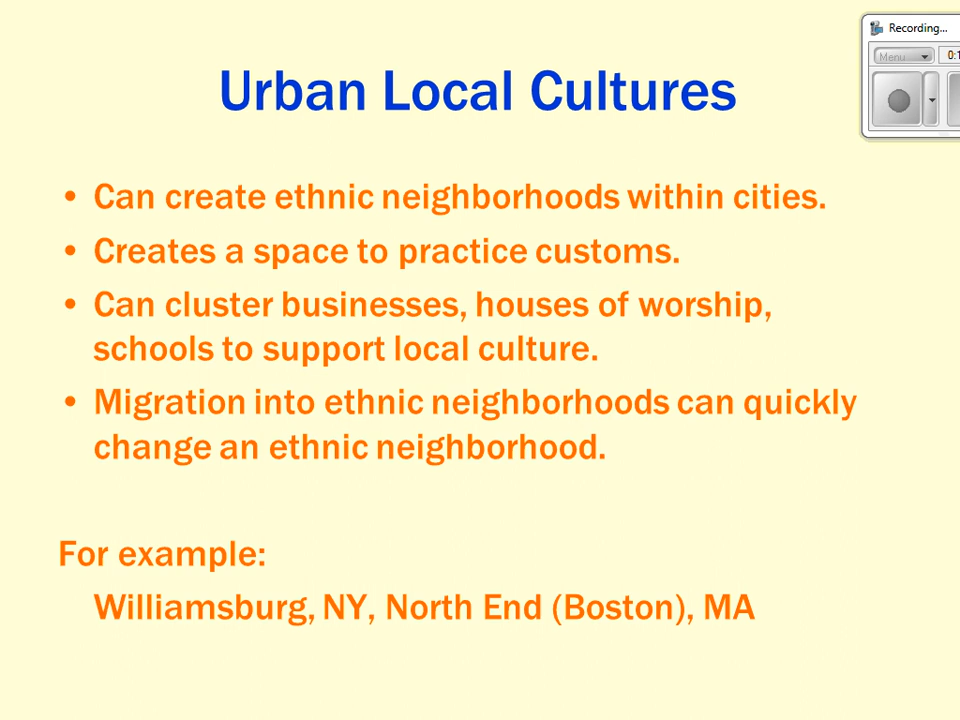 Recording...
Menu
Urban Local Cultures
• Can create ethnic neighborhoods within cities.
• Creates a space to practice customs.
• Can cluster businesses, houses of worship,
schools to support local culture.
• Migration into ethnic neighborhoods can quickly
change an ethnic neighborhood.
For example:
Williamsburg, NY, North End (Boston), MA